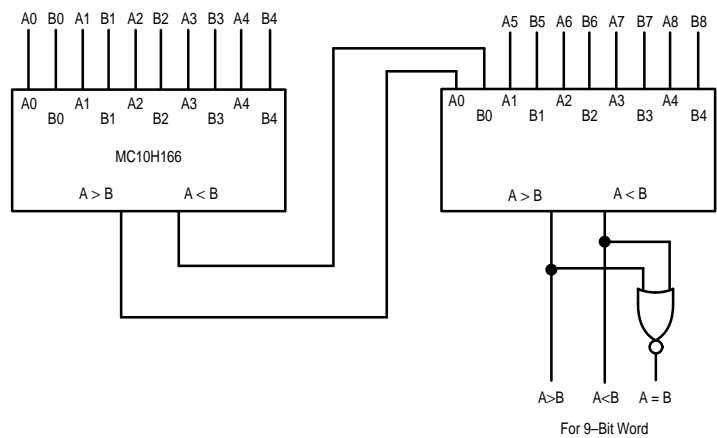 A0 B0 A1 B1 A2 B2 A3 B3 A4 B4
A5 B5 A6 B6 A7 B7 A8 B8
A0 A1 A2 A3 A4
B0 B1 B2 B3 B4
MC10H166
A > B A < B
A0 A1 A2 A3 A4
B0 B1 B2 B3 B4
A > B A < B
A>B A<B A = B
For 9–Bit Word